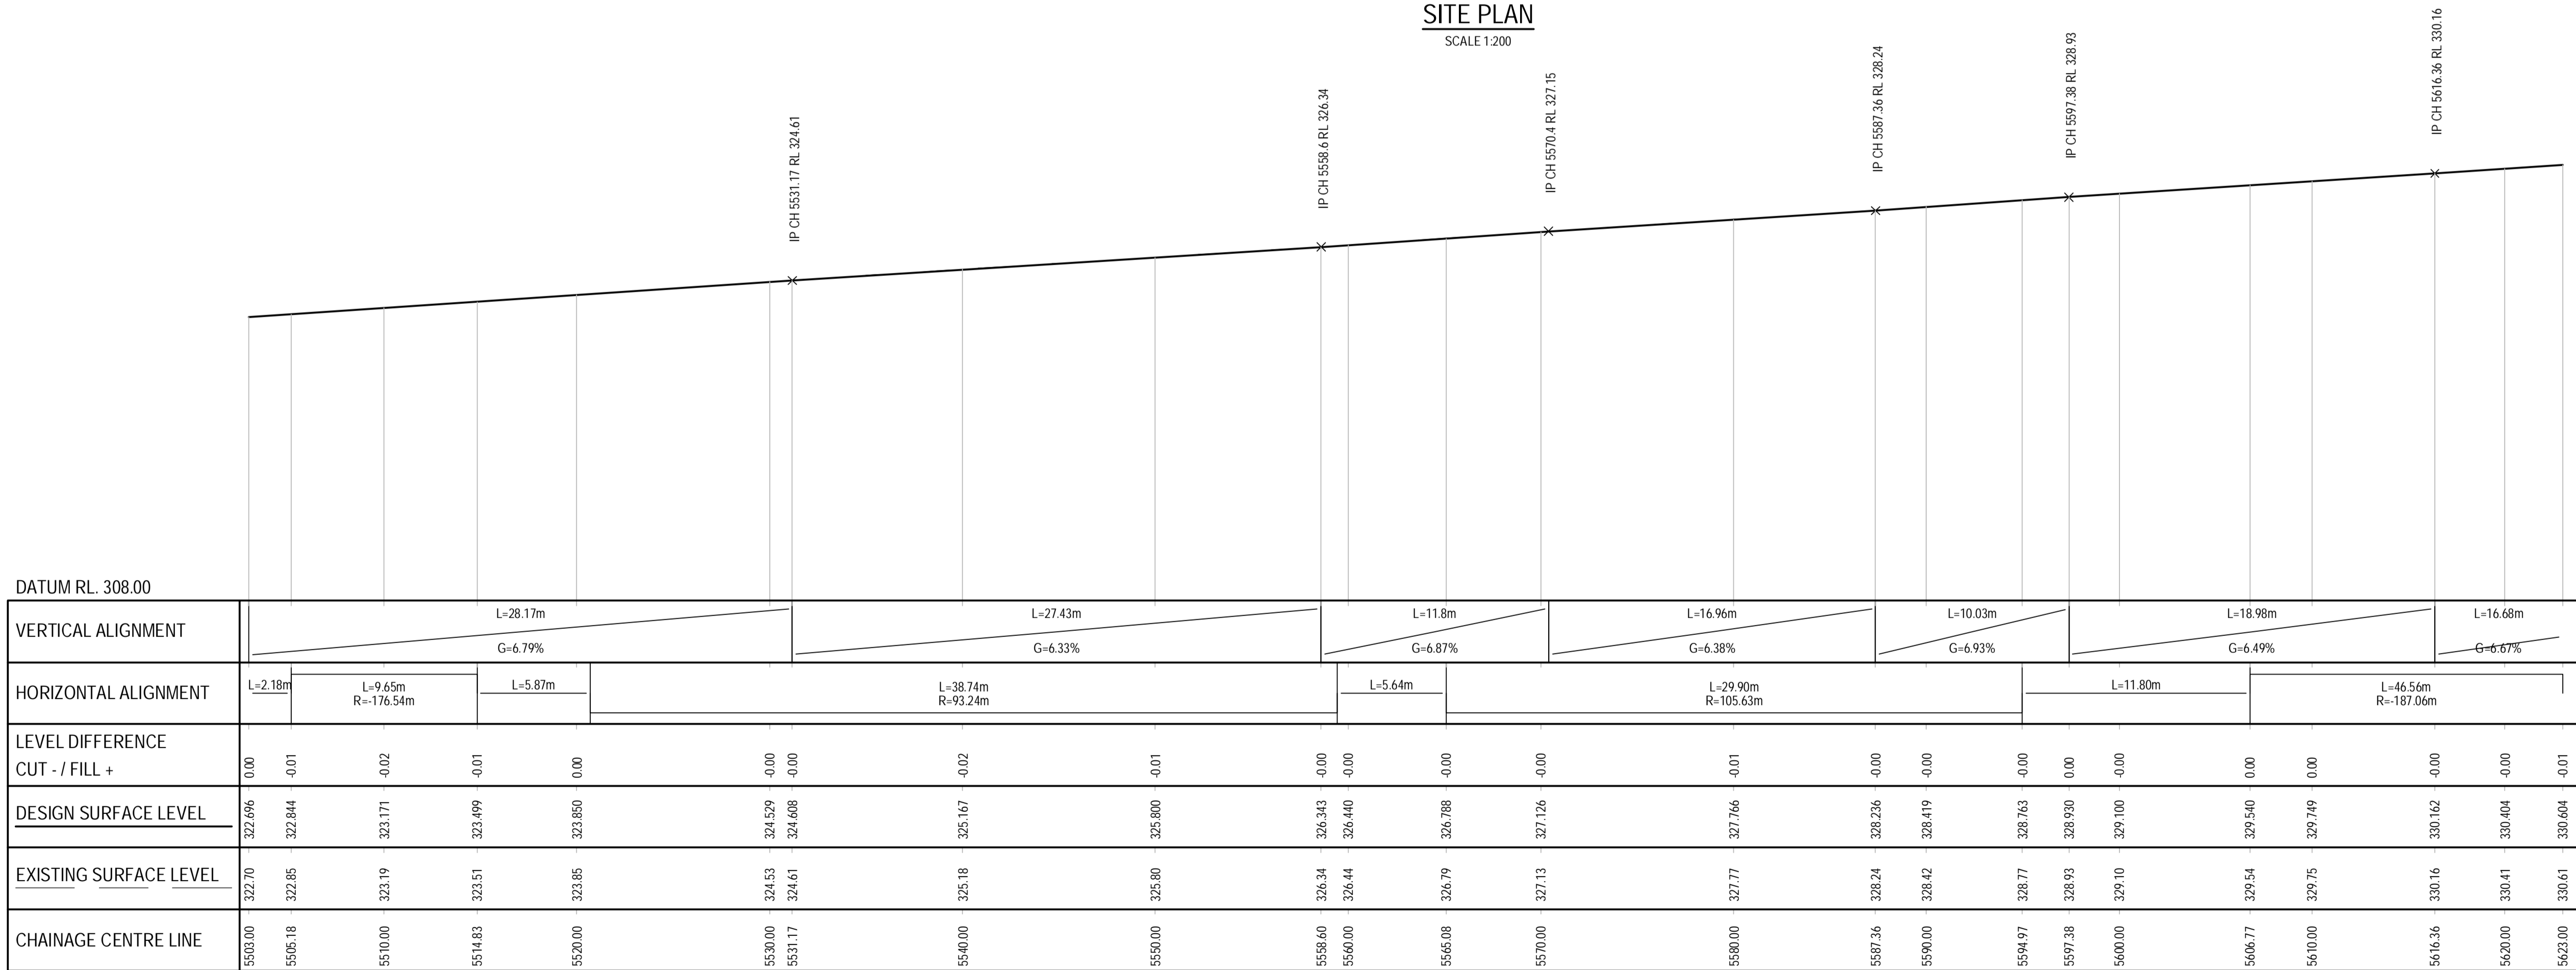 SITE PLAN
SCALE 1:200
IP CH 5531.17 RL 324.61
IP CH 5558.6 RL 326.34
IP CH 5570.4 RL 327.15
IP CH 5587.36 RL 328.24
IP CH 5597.38 RL 328.93
IP CH 5616.36 RL 330.16
DATUM RL. 308.00
VERTICAL ALIGNMENT
L=28.17m L=27.43m L=11.8m L=16.96m L=10.03m L=18.98m L=16.68m
G=6.79% G=6.33% G=6.87% G=6.38% G=6.93% G=6.49% G=6.67%
HORIZONTAL ALIGNMENT
L=2.18m L=9.65m L=5.87m L=38.74m L=5.64m L=29.90m L=11.80m L=46.56m
R=-176.54m R=93.24m R=105.63m R=-187.06m
LEVEL DIFFERENCE
CUT - / FILL +
0.00 -0.01 -0.02 -0.01 0.00 -0.00 -0.00 -0.02 -0.01 -0.00 -0.00 -0.00 -0.00 -0.01 -0.00 -0.00 -0.00 0.00 -0.00 0.00 0.00 -0.00 -0.00 -0.01
DESIGN SURFACE LEVEL
322.696 322.844 323.171 323.499 323.850 324.529 324.608 325.167 325.800 326.343 326.440 326.788 327.126 327.766 328.236 328.419 328.763 328.930 329.100 329.540 329.749 330.162 330.404 330.604
EXISTING SURFACE LEVEL
322.70 322.85 323.19 323.51 323.85 324.53 324.61 325.18 325.80 326.34 326.44 326.79 327.13 327.77 328.24 328.42 328.77 328.93 329.10 329.54 329.75 330.16 330.41 330.61
CHAINAGE CENTRE LINE
5503.00 5505.18 5510.00 5514.83 5520.00 5530.00 5531.17 5540.00 5550.00 5558.60 5560.00 5565.08 5570.00 5580.00 5587.36 5590.00 5594.97 5597.38 5600.00 5606.77 5610.00 5616.36 5620.00 5623.00